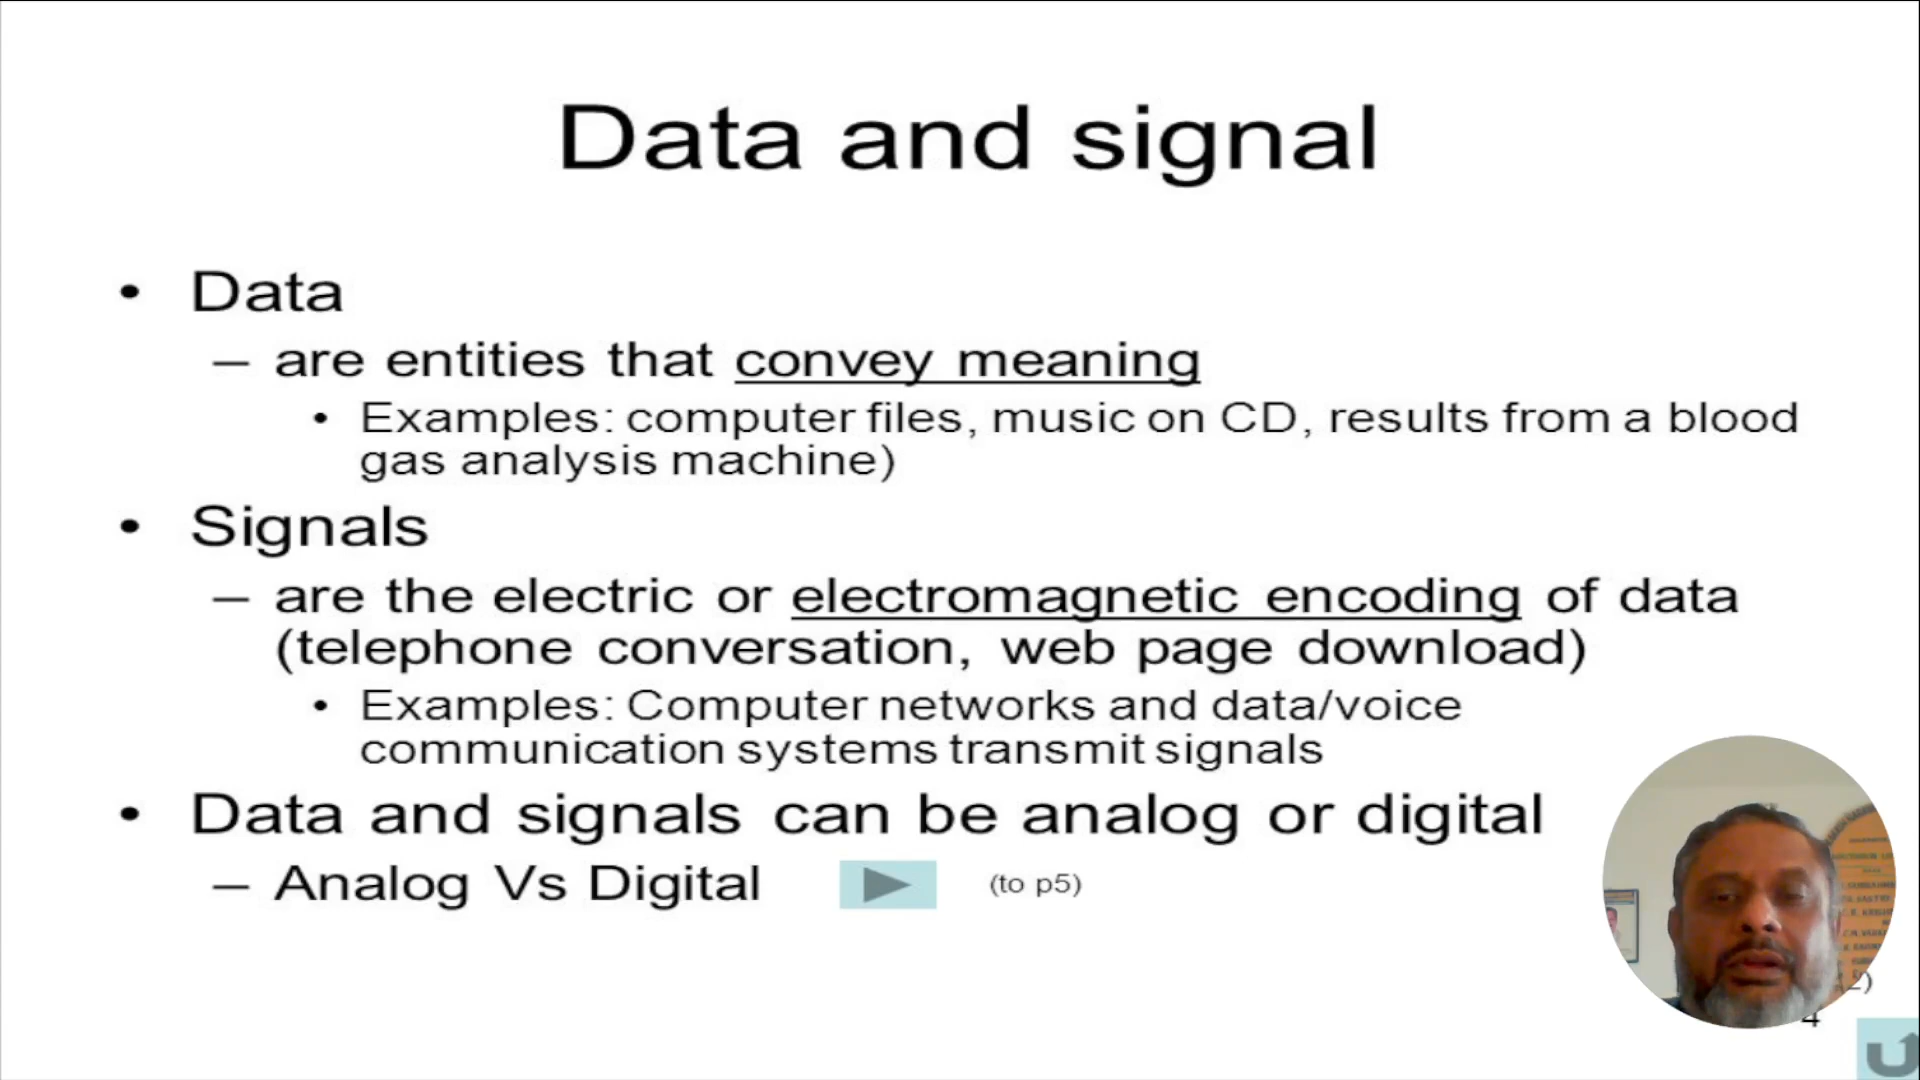 Data and signal
• Data
– are entities that convey meaning
• Examples: computer files, music on CD, results from a blood
gas analysis machine)
• Signals
– are the electric or electromagnetic encoding of data
(telephone conversation, web page download)
• Examples: Computer networks and data/voice
communication systems transmit signals
• Data and signals can be analog or digital
– Analog Vs Digital (to p5)
4